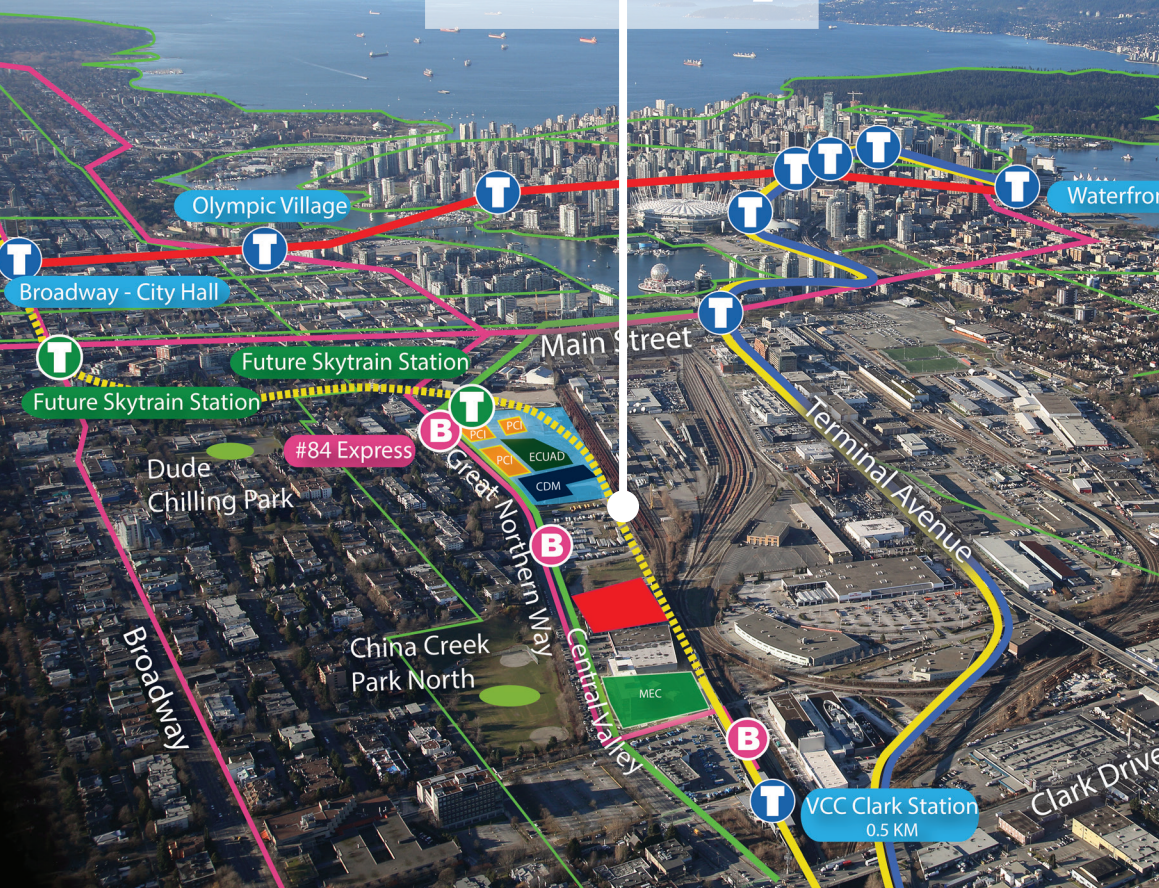 T
T
T
T
T
Waterfron
Olympic Village
T
T
T
Broadway - City Hall
T
Main Street
T
Future Skytrain Station
Future Skytrain Station
T
B
PCI
PCI
PCI
ECUAD
CDM
#84 Express
Dude
Chilling Park
Great Northern Way
Terminal Avenue
B
China Creek
Park North
Central Valley
MEC
Broadway
B
T
VCC Clark Station
0.5 KM
Clark Drive